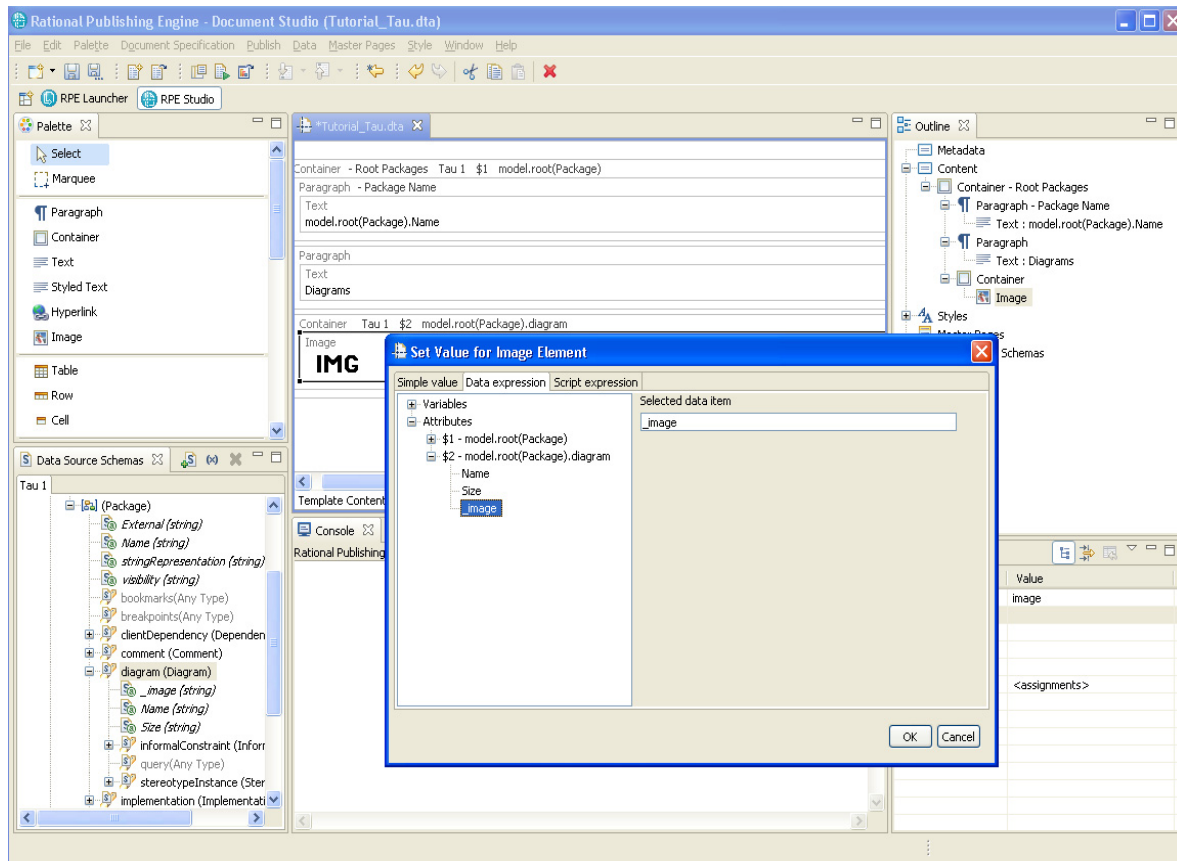 Rational Publishing Engine - Document Studio (Tutorial_Tau.dta)
File Edit Palette Document Specification Publish Data Master Pages Style Window Help
RPE Launcher RPE Studio
Palette
Select
Marquee
Paragraph
Container
Text
Styled Text
Hyperlink
Image
Table
Row
Cell
*Tutorial_Tau.dta
Container - Root Packages Tau 1 $1 model.root(Package)
Paragraph - Package Name
Text
model.root(Package).Name
Paragraph
Text
Diagrams
Container Tau 1 $2 model.root(Package).diagram
Image
IMG
Template Content
Console
Rational Publishing
Outline
Metadata
Content
Container - Root Packages
Paragraph - Package Name
Text : model.root(Package).Name
Paragraph
Text : Diagrams
Container
Image
Styles
Schemas
Set Value for Image Element
Simple value Data expression Script expression
Variables
Attributes
$1 - model.root(Package)
$2 - model.root(Package).diagram
Name
Size
_image
Selected data item
_image
OK Cancel
Data Source Schemas
Tau 1
(Package)
External (string)
Name (string)
stringRepresentation (string)
visibility (string)
bookmarks(Any Type)
breakpoints(Any Type)
clientDependency (Dependen
comment (Comment)
diagram (Diagram)
_image (string)
Name (string)
Size (string)
informalConstraint (Inforr
query(Any Type)
stereotypeInstance (Ster
implementation (Implementati
Value
image
<assignments>